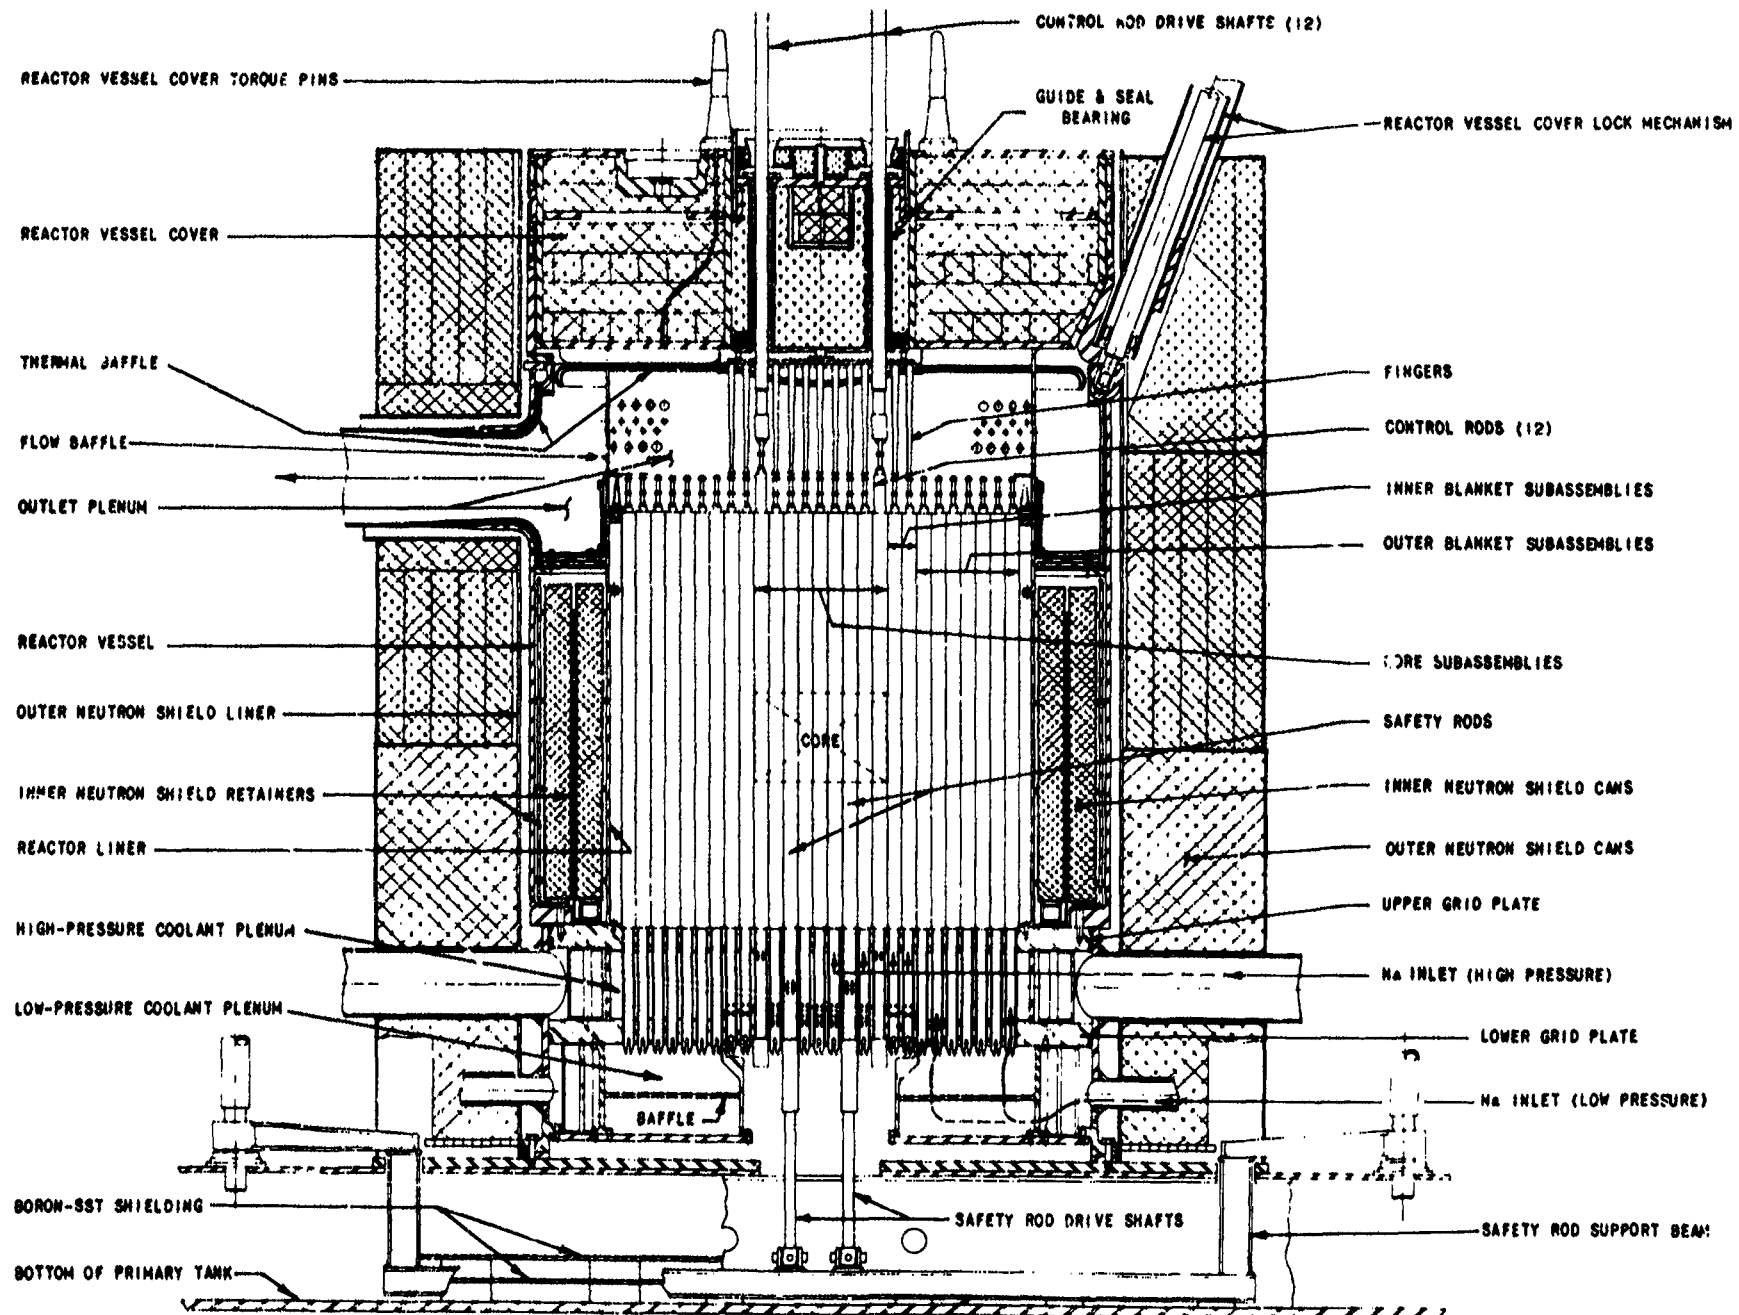 CONTROL ROD DRIVE SHAFTS (12)
REACTOR VESSEL COVER TORQUE PINS
GUIDE & SEAL
BEARING
REACTOR VESSEL COVER LOCK MECHANISM
REACTOR VESSEL COVER
THERMAL BAFFLE
FINGERS
FLOW BAFFLE
CONTROL RODS (12)
OUTLET PLENUM
INNER BLANKET SUBASSEMBLIES
OUTER BLANKET SUBASSEMBLIES
REACTOR VESSEL
CORE SUBASSEMBLIES
OUTER NEUTRON SHIELD LINER
SAFETY RODS
CORE
INNER NEUTRON SHIELD RETAINERS
INNER NEUTRON SHIELD CANS
REACTOR LINER
OUTER NEUTRON SHIELD CANS
UPPER GRID PLATE
HIGH-PRESSURE COOLANT PLENUM
Na INLET (HIGH PRESSURE)
LOW-PRESSURE COOLANT PLENUM
LOWER GRID PLATE
BAFFLE
Na INLET (LOW PRESSURE)
BORON-SST SHIELDING
SAFETY ROD DRIVE SHAFTS
SAFETY ROD SUPPORT BEAM
BOTTOM OF PRIMARY TANK